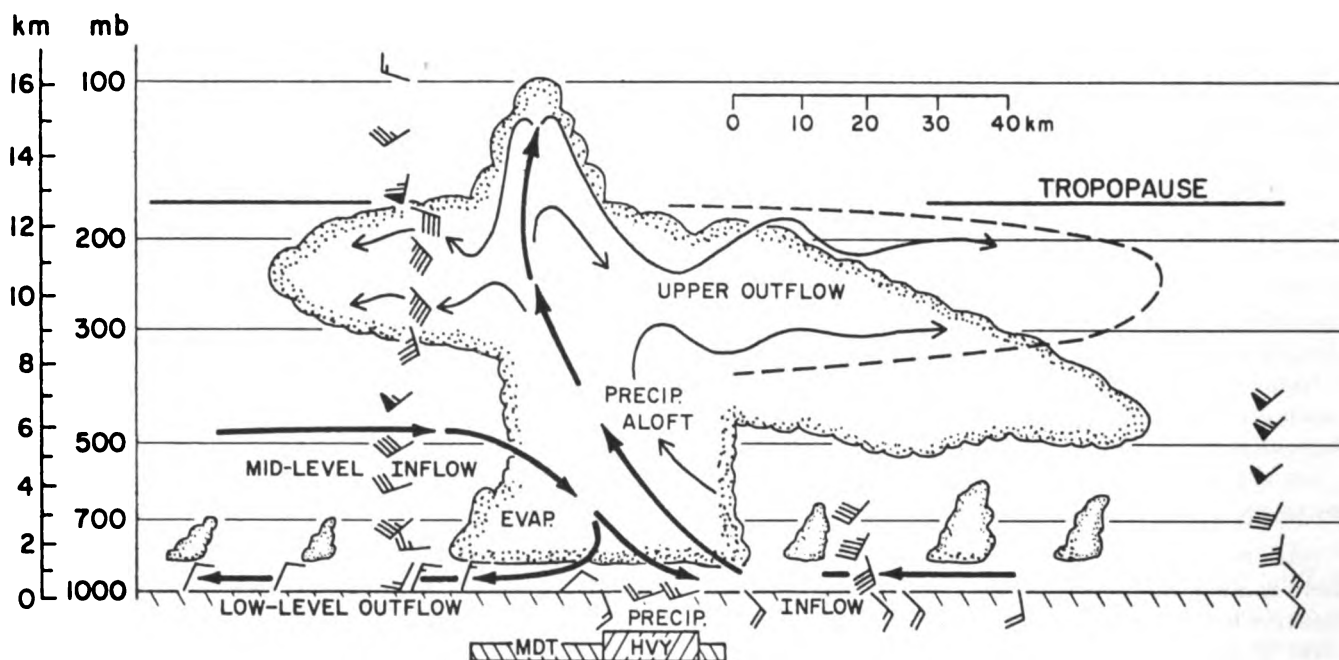 km mb
16 100
14
TROPOPAUSE
12 200
10
300
8
6 500
4
700
2
0 1000
0 10 20 30 40 km
UPPER OUTFLOW
PRECIP.
ALOFT
MID-LEVEL INFLOW
EVAP.
LOW-LEVEL OUTFLOW
INFLOW
PRECIP.
MDT HVY